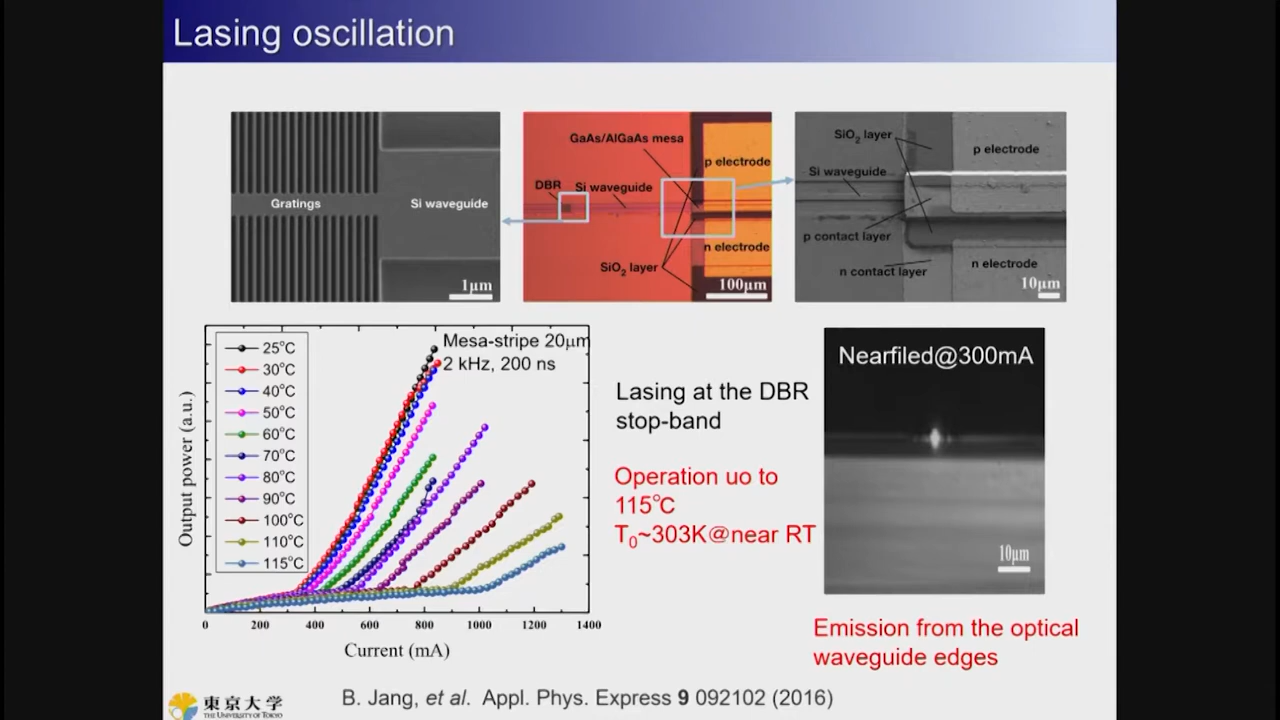 Lasing oscillation
Gratings
Si waveguide
1μm
GaAs/AlGaAs mesa
p electrode
DBR
Si waveguide
n electrode
SiO2 layer
100μm
SiO2 layer
p electrode
Si waveguide
p contact layer
n contact layer
n electrode
10μm
Output power (a.u.)
25°C
30°C
40°C
50°C
60°C
70°C
80°C
90°C
100°C
110°C
115°C
Mesa-stripe 20μm
2 kHz, 200 ns
0 200 400 600 800 1000 1200 1400
Current (mA)
Lasing at the DBR
stop-band
Operation uo to
115℃
T0~303K@near RT
Nearfiled@300mA
10μm
Emission from the optical
waveguide edges
東京大学
THE UNIVERSITY OF TOKYO
B. Jang, et al. Appl. Phys. Express 9 092102 (2016)